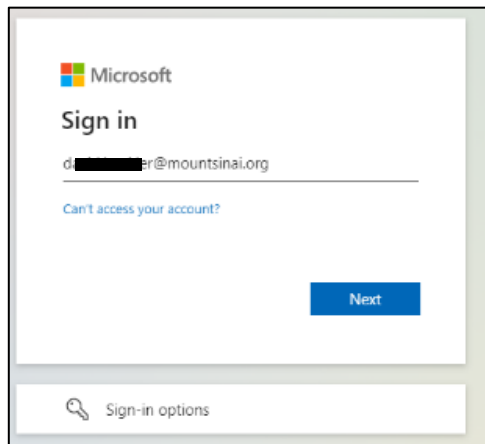 Microsoft
Sign in
er@mountsinai.org
Can't access your account?
Next
Sign-in options